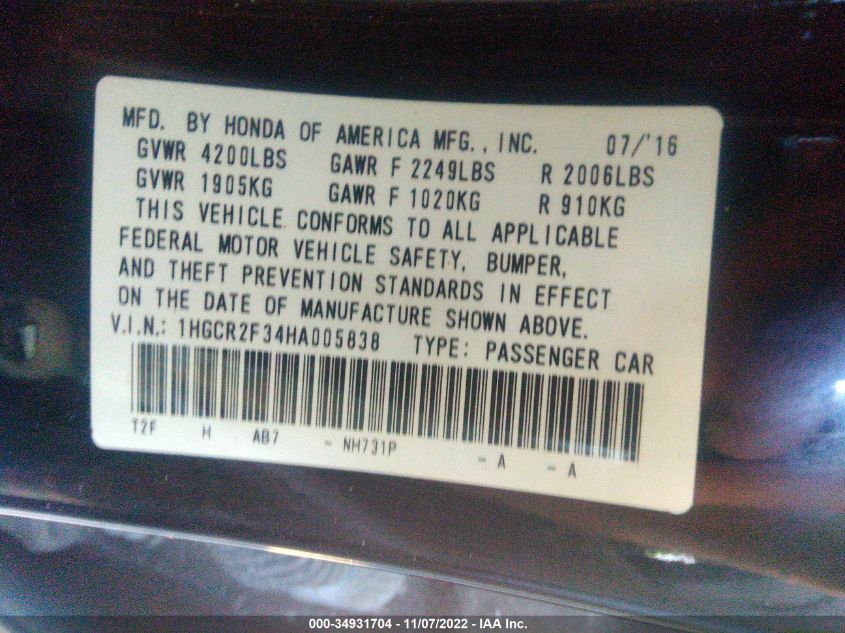 MFD. BY HONDA OF AMERICA MFG., INC. 07/'16
GVWR 4200LBS GAWR F 2249LBS R 2006LBS
GVWR 1905KG GAWR F 1020KG R 910KG
THIS VEHICLE CONFORMS TO ALL APPLICABLE
FEDERAL MOTOR VEHICLE SAFETY, BUMPER,
AND THEFT PREVENTION STANDARDS IN EFFECT
ON THE DATE OF MANUFACTURE SHOWN ABOVE.
V.I.N.: 1HGCR2F34HA005838 TYPE: PASSENGER CAR
T2F H AB7 - NH731P - A - A
000-34931704 - 11/07/2022 - IAA Inc.